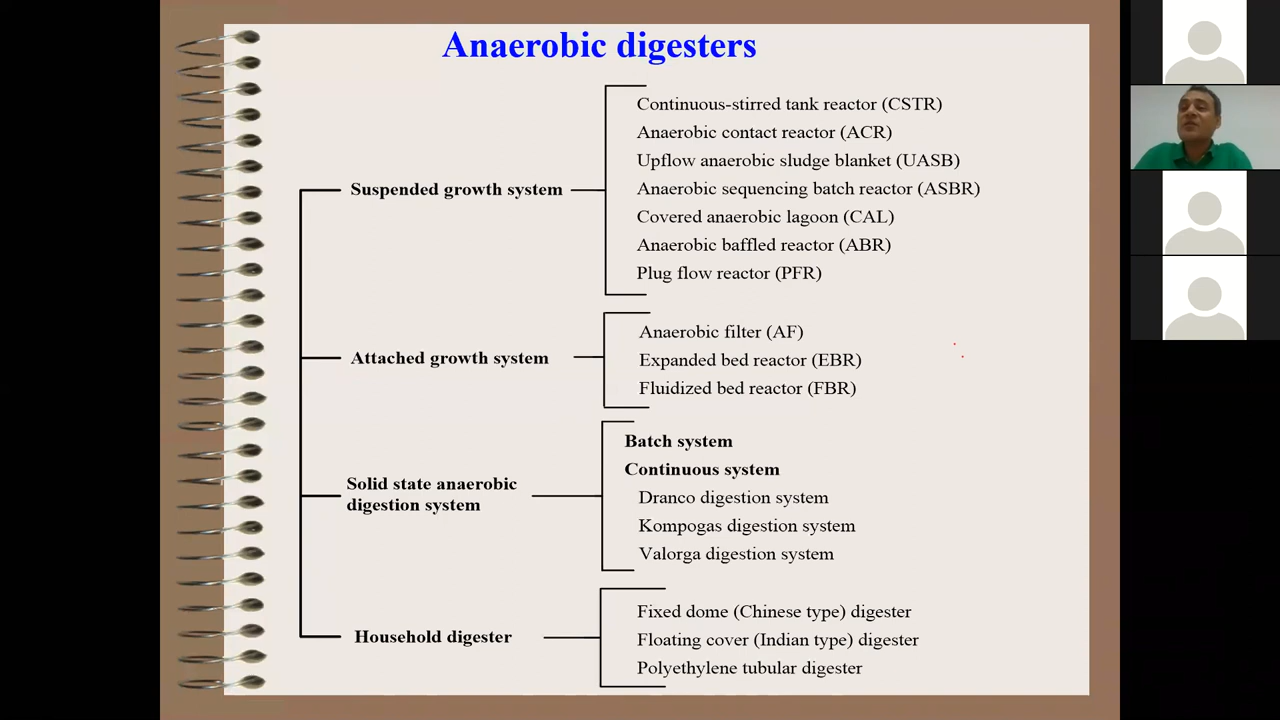 Anaerobic digesters
Suspended growth system
Continuous-stirred tank reactor (CSTR)
Anaerobic contact reactor (ACR)
Upflow anaerobic sludge blanket (UASB)
Anaerobic sequencing batch reactor (ASBR)
Covered anaerobic lagoon (CAL)
Anaerobic baffled reactor (ABR)
Plug flow reactor (PFR)
Attached growth system
Anaerobic filter (AF)
Expanded bed reactor (EBR)
Fluidized bed reactor (FBR)
Solid state anaerobic
digestion system
Batch system
Continuous system
Dranco digestion system
Kompogas digestion system
Valorga digestion system
Household digester
Fixed dome (Chinese type) digester
Floating cover (Indian type) digester
Polyethylene tubular digester